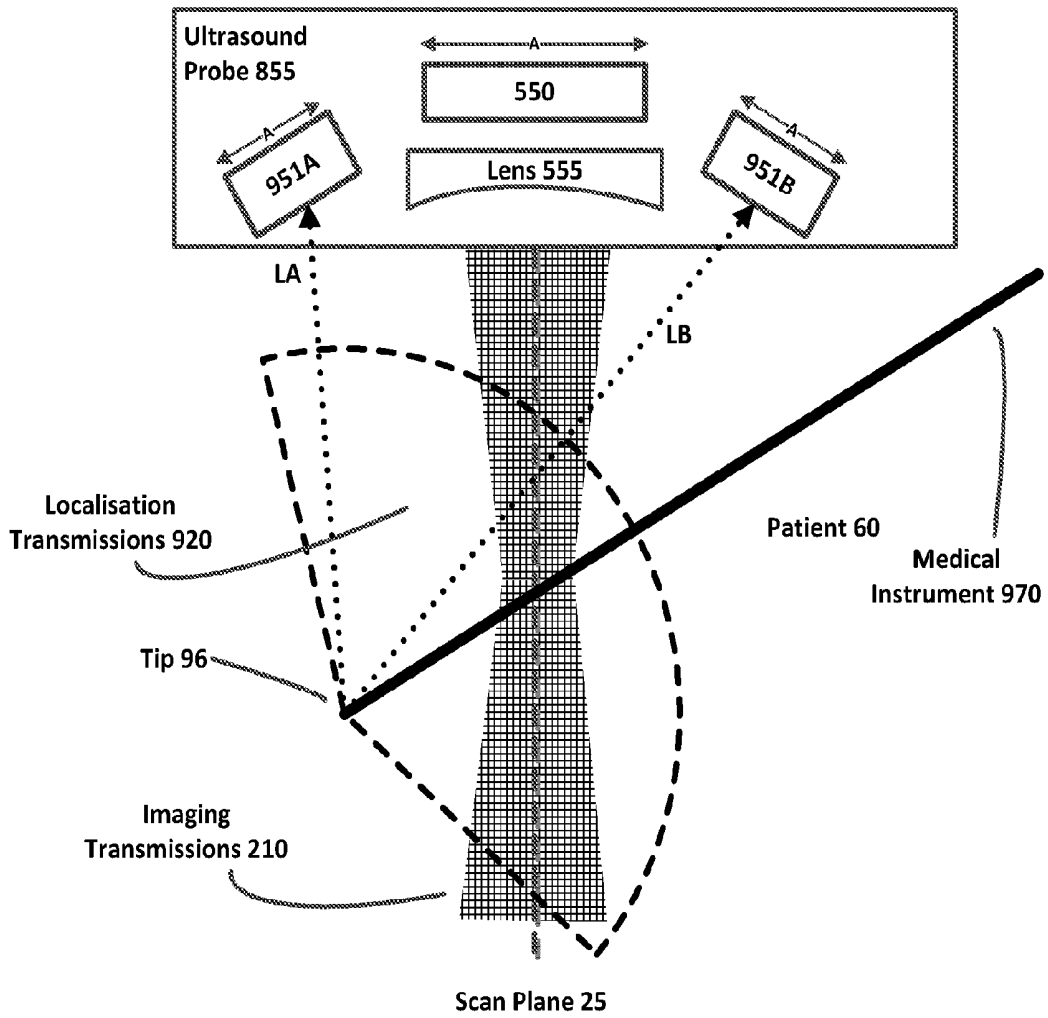 Ultrasound
Probe 855
A
550
A
951A
Lens 555
A
951B
LA
LB
Localisation
Transmissions 920
Patient 60
Medical
Instrument 970
Tip 96
Imaging
Transmissions 210
Scan Plane 25